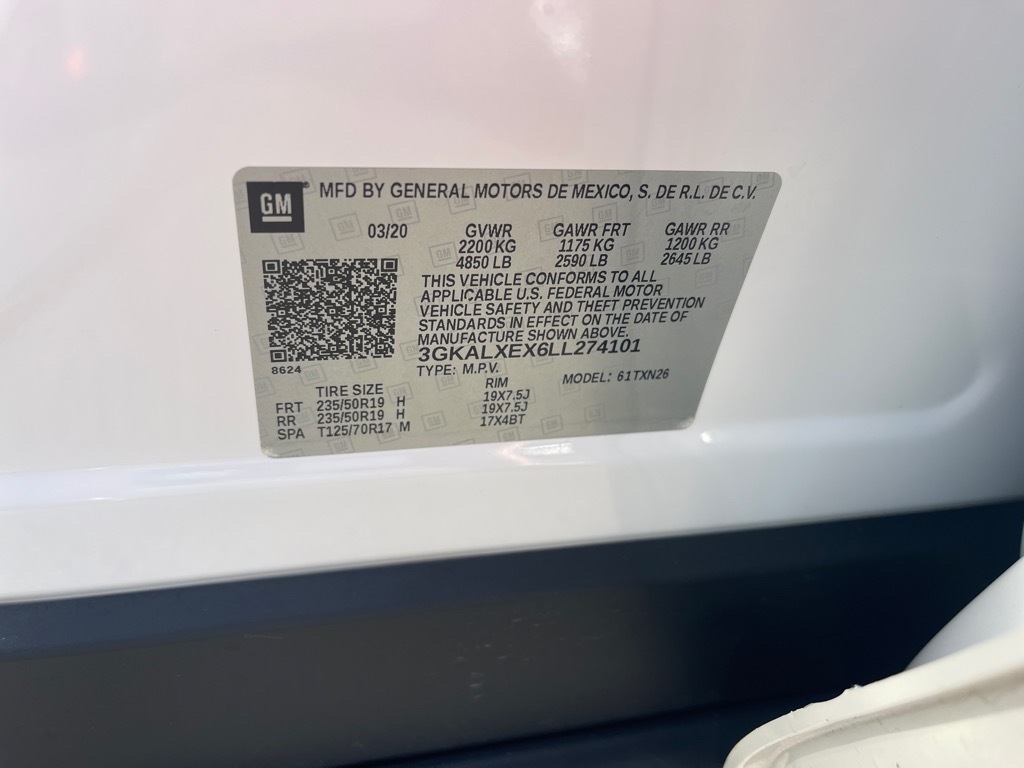 GM® MFD BY GENERAL MOTORS DE MEXICO, S. DE R.L. DE C.V.
03/20 GVWR GAWR FRT GAWR RR
2200 KG 1175 KG 1200 KG
4850 LB 2590 LB 2645 LB
THIS VEHICLE CONFORMS TO ALL
APPLICABLE U.S. FEDERAL MOTOR
VEHICLE SAFETY AND THEFT PREVENTION
STANDARDS IN EFFECT ON THE DATE OF
MANUFACTURE SHOWN ABOVE.
3GKALXEX6LL274101
8624
TYPE: M.P.V. MODEL: 61TXN26
TIRE SIZE RIM
FRT 235/50R19 H 19X7.5J
RR 235/50R19 H 19X7.5J
SPA T125/70R17 M 17X4BT